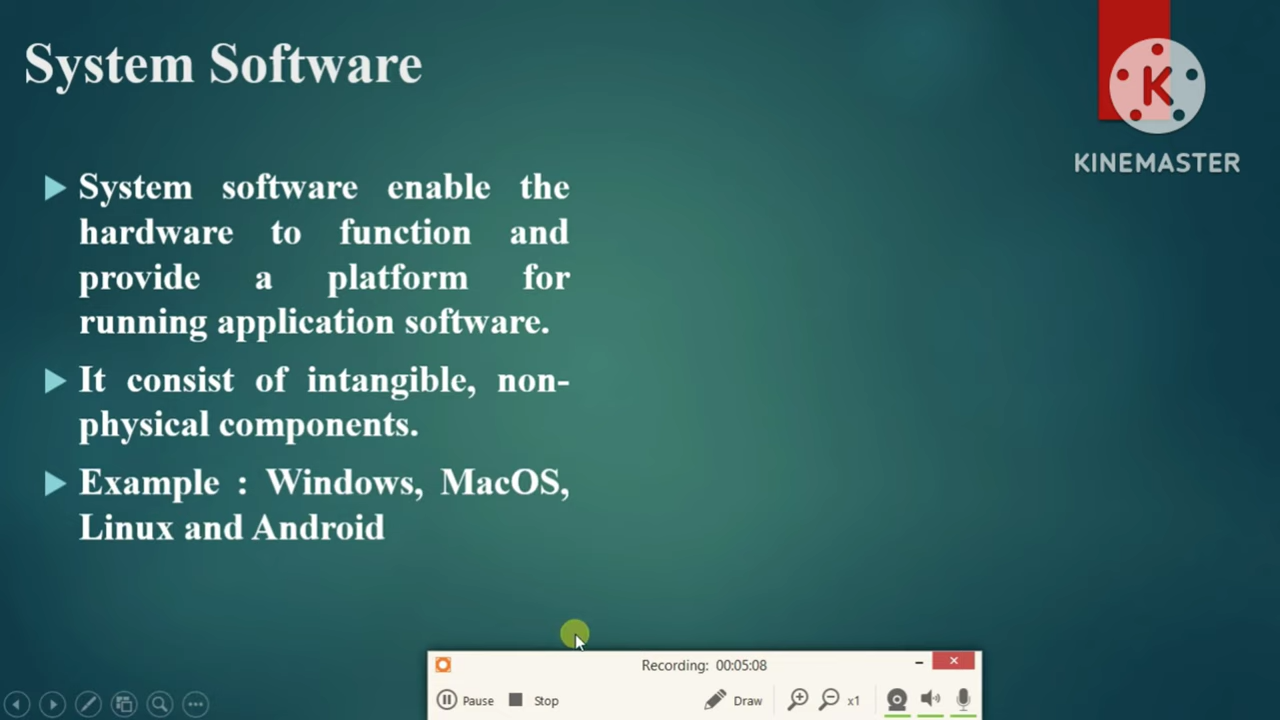 System Software
K
KINEMASTER
System software enable the
hardware to function and
provide a platform for
running application software.
It consist of intangible, non-
physical components.
Example : Windows, MacOS,
Linux and Android
Recording: 00:05:08
Pause Stop Draw x1